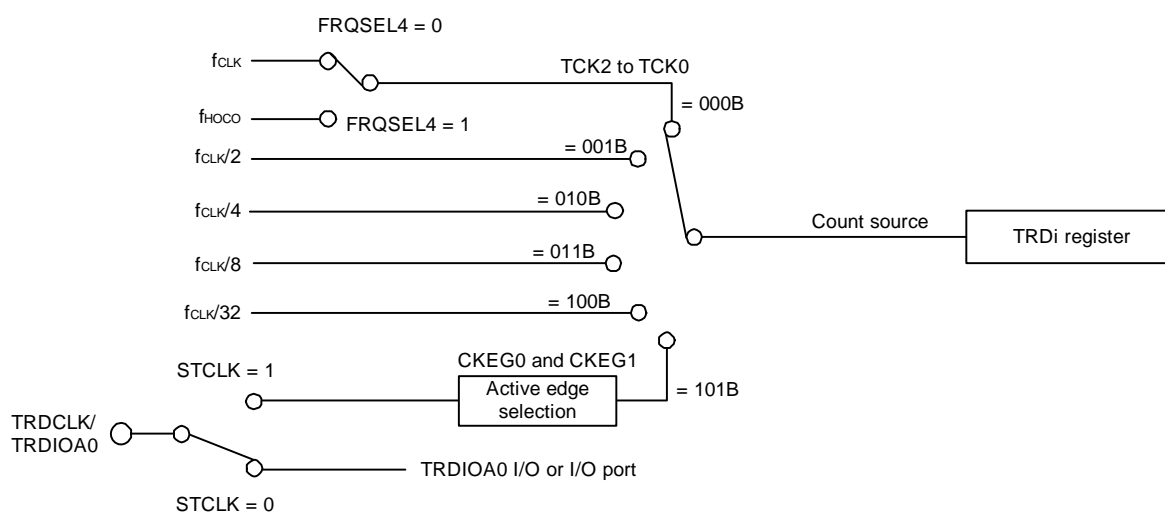 FRQSEL4 = 0
fCLK
TCK2 to TCK0
= 000B
fHOCO
FRQSEL4 = 1
fCLK/2
= 001B
fCLK/4
= 010B
Count source
TRDi register
fCLK/8
= 011B
fCLK/32
= 100B
STCLK = 1
CKEG0 and CKEG1
Active edge
selection
= 101B
TRDCLK/
TRDIOA0
TRDIOA0 I/O or I/O port
STCLK = 0